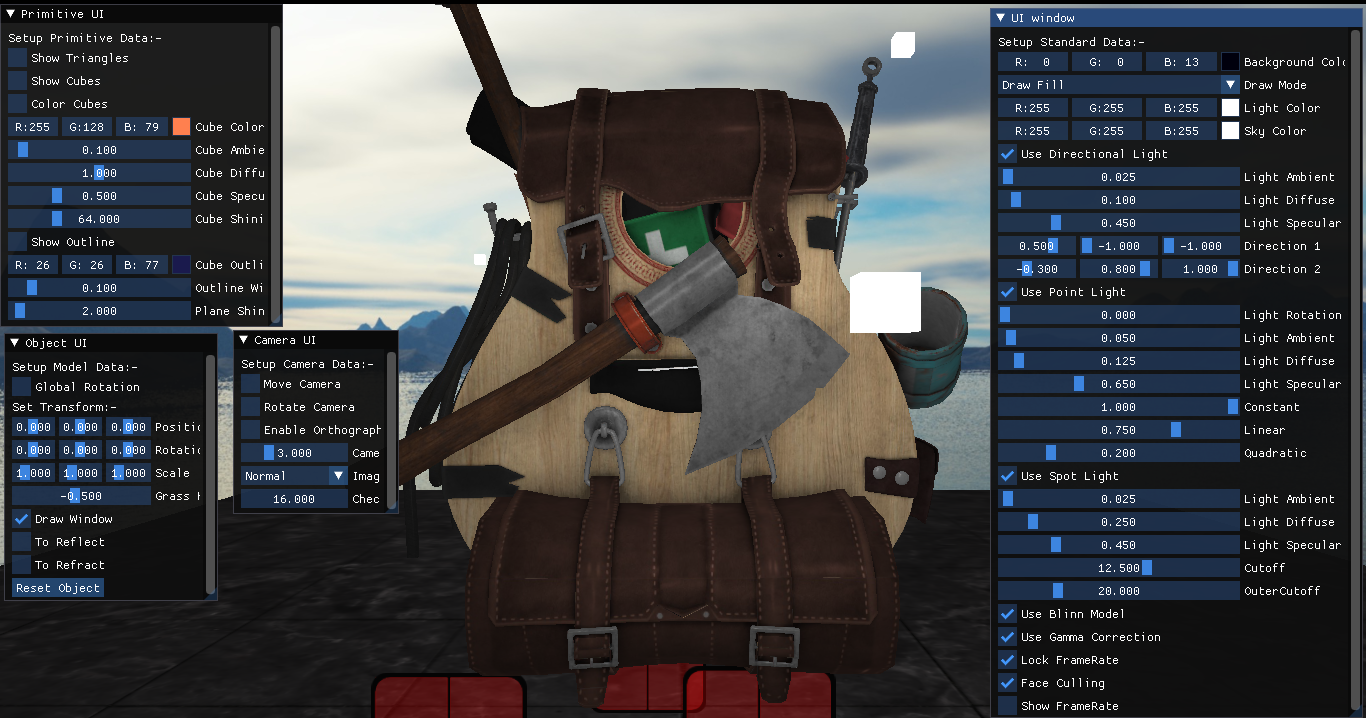 Primitive UI
Setup Primitive Data:-
Show Triangles
Show Cubes
Color Cubes
R:255 G:128 B: 79 Cube Color
0.100 Cube Ambie
1.000 Cube Diffu
0.500 Cube Specu
64.000 Cube Shini
Show Outline
R: 26 G: 26 B: 77 Cube Outli
0.100 Outline Wi
2.000 Plane Shin
Object UI
Setup Model Data:-
Global Rotation
Set Transform:-
0.000 0.000 0.000 Positic
0.000 0.000 0.000 Rotatic
1.000 1.000 1.000 Scale
-0.500 Grass H
Draw Window
To Reflect
To Refract
Reset Object
Camera UI
Setup Camera Data:-
Move Camera
Rotate Camera
Enable Orthograph
3.000 Came
Normal Imag
16.000 Chec
UI window
Setup Standard Data:-
R: 0 G: 0 B: 13 Background Colo
Draw Fill Draw Mode
R:255 G:255 B:255 Light Color
R:255 G:255 B:255 Sky Color
Use Directional Light
0.025 Light Ambient
0.100 Light Diffuse
0.450 Light Specular
0.500 -1.000 -1.000 Direction 1
-0.300 0.800 1.000 Direction 2
Use Point Light
0.000 Light Rotation
0.050 Light Ambient
0.125 Light Diffuse
0.650 Light Specular
1.000 Constant
0.750 Linear
0.200 Quadratic
Use Spot Light
0.025 Light Ambient
0.250 Light Diffuse
0.450 Light Specular
12.500 Cutoff
20.000 OuterCutoff
Use Blinn Model
Use Gamma Correction
Lock FrameRate
Face Culling
Show FrameRate